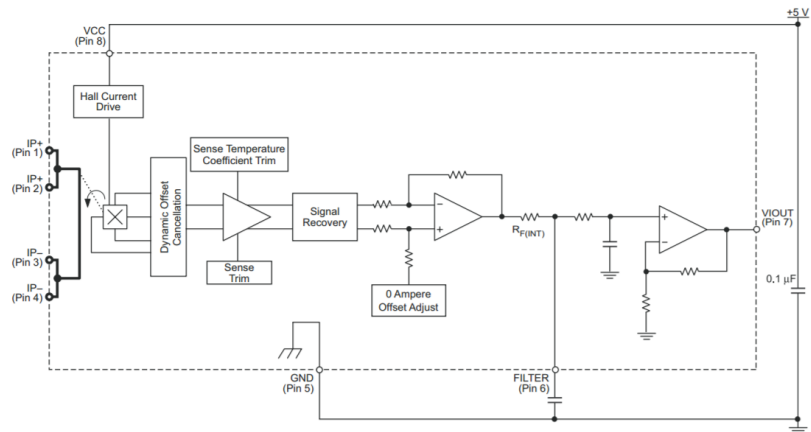 +5 V
VCC
(Pin 8)
Hall Current
Drive
IP+
(Pin 1)
IP+
(Pin 2)
IP−
(Pin 3)
IP−
(Pin 4)
Dynamic Offset
Cancellation
Sense Temperature
Coefficient Trim
Sense
Trim
Signal
Recovery
−
+
0 Ampere
Offset Adjust
RF(INT)
+
−
VIOUT
(Pin 7)
0.1 μF
GND
(Pin 5)
FILTER
(Pin 6)